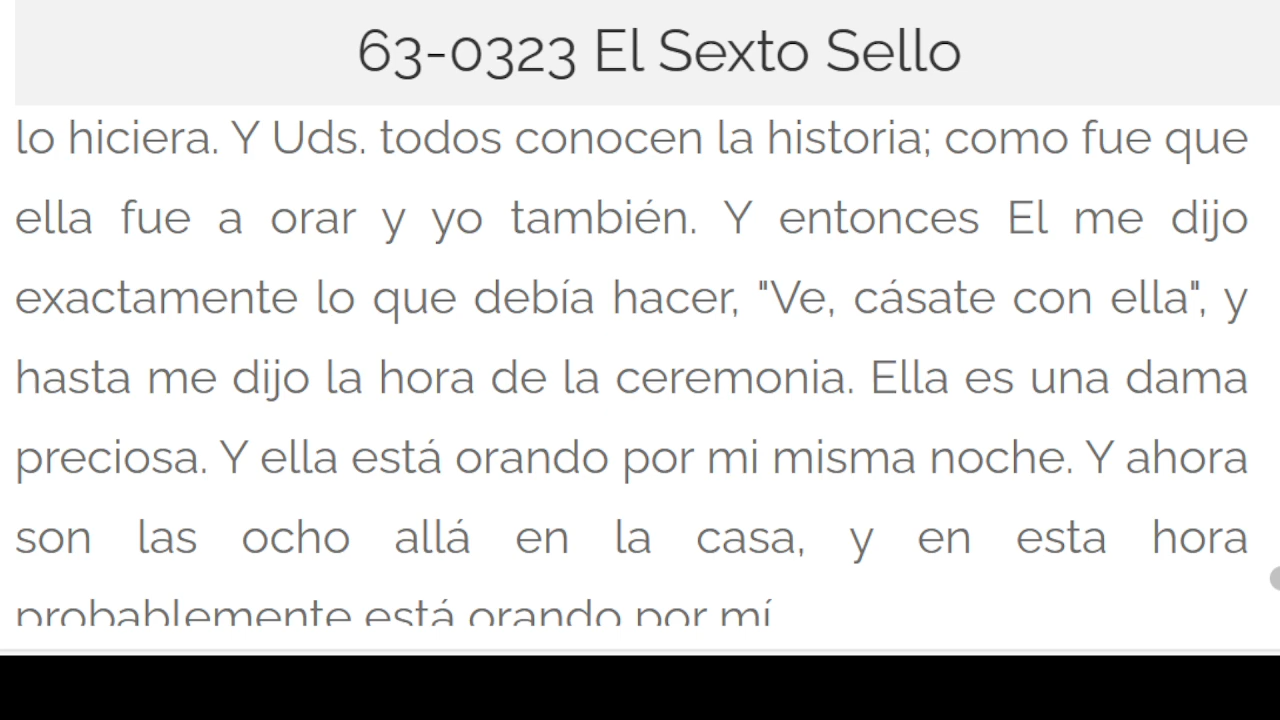 63-0323 El Sexto Sello
lo hiciera. Y Uds. todos conocen la historia; como fue que
ella fue a orar y yo también. Y entonces El me dijo
exactamente lo que debía hacer, "Ve, cásate con ella", y
hasta me dijo la hora de la ceremonia. Ella es una dama
preciosa. Y ella está orando por mi misma noche. Y ahora
son las ocho allá en la casa, y en esta hora
probablemente está orando por mí